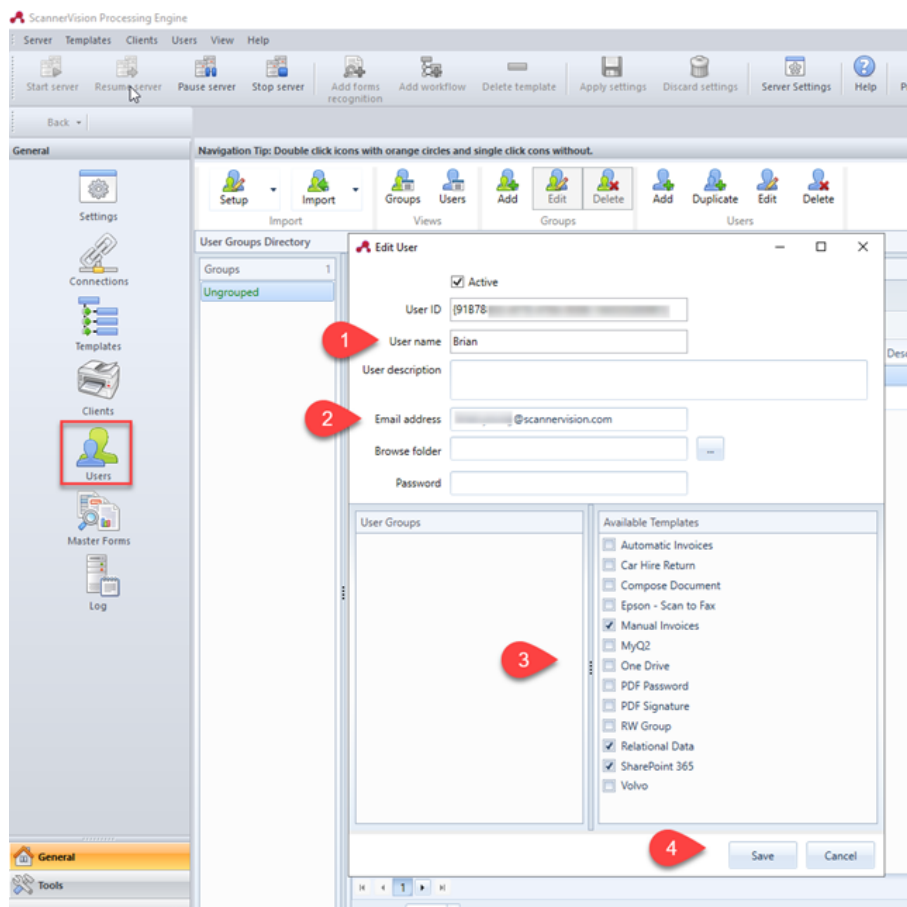 ScannerVision Processing Engine
Server Templates Clients Users View Help
Start server Resume server Pause server Stop server Add forms recognition Add workflow Delete template Apply settings Discard settings Server Settings Help P
Back
General
Navigation Tip: Double click icons with orange circles and single click cons without.
Settings
Connections
Templates
Clients
Users
Master Forms
Log
General
Tools
Setup Import Groups Users Add Edit Delete Add Duplicate Edit Delete
Import Views Groups Users
User Groups Directory
Groups 1
Ungrouped
Edit User
Active
User ID {91B78
1 User name Brian
User description
2 Email address @scannervision.com
Browse folder ...
Password
Desc
User Groups
3
Available Templates
Automatic Invoices
Car Hire Return
Compose Document
Epson - Scan to Fax
Manual Invoices
MyQ2
One Drive
PDF Password
PDF Signature
RW Group
Relational Data
SharePoint 365
Volvo
4 Save Cancel
1